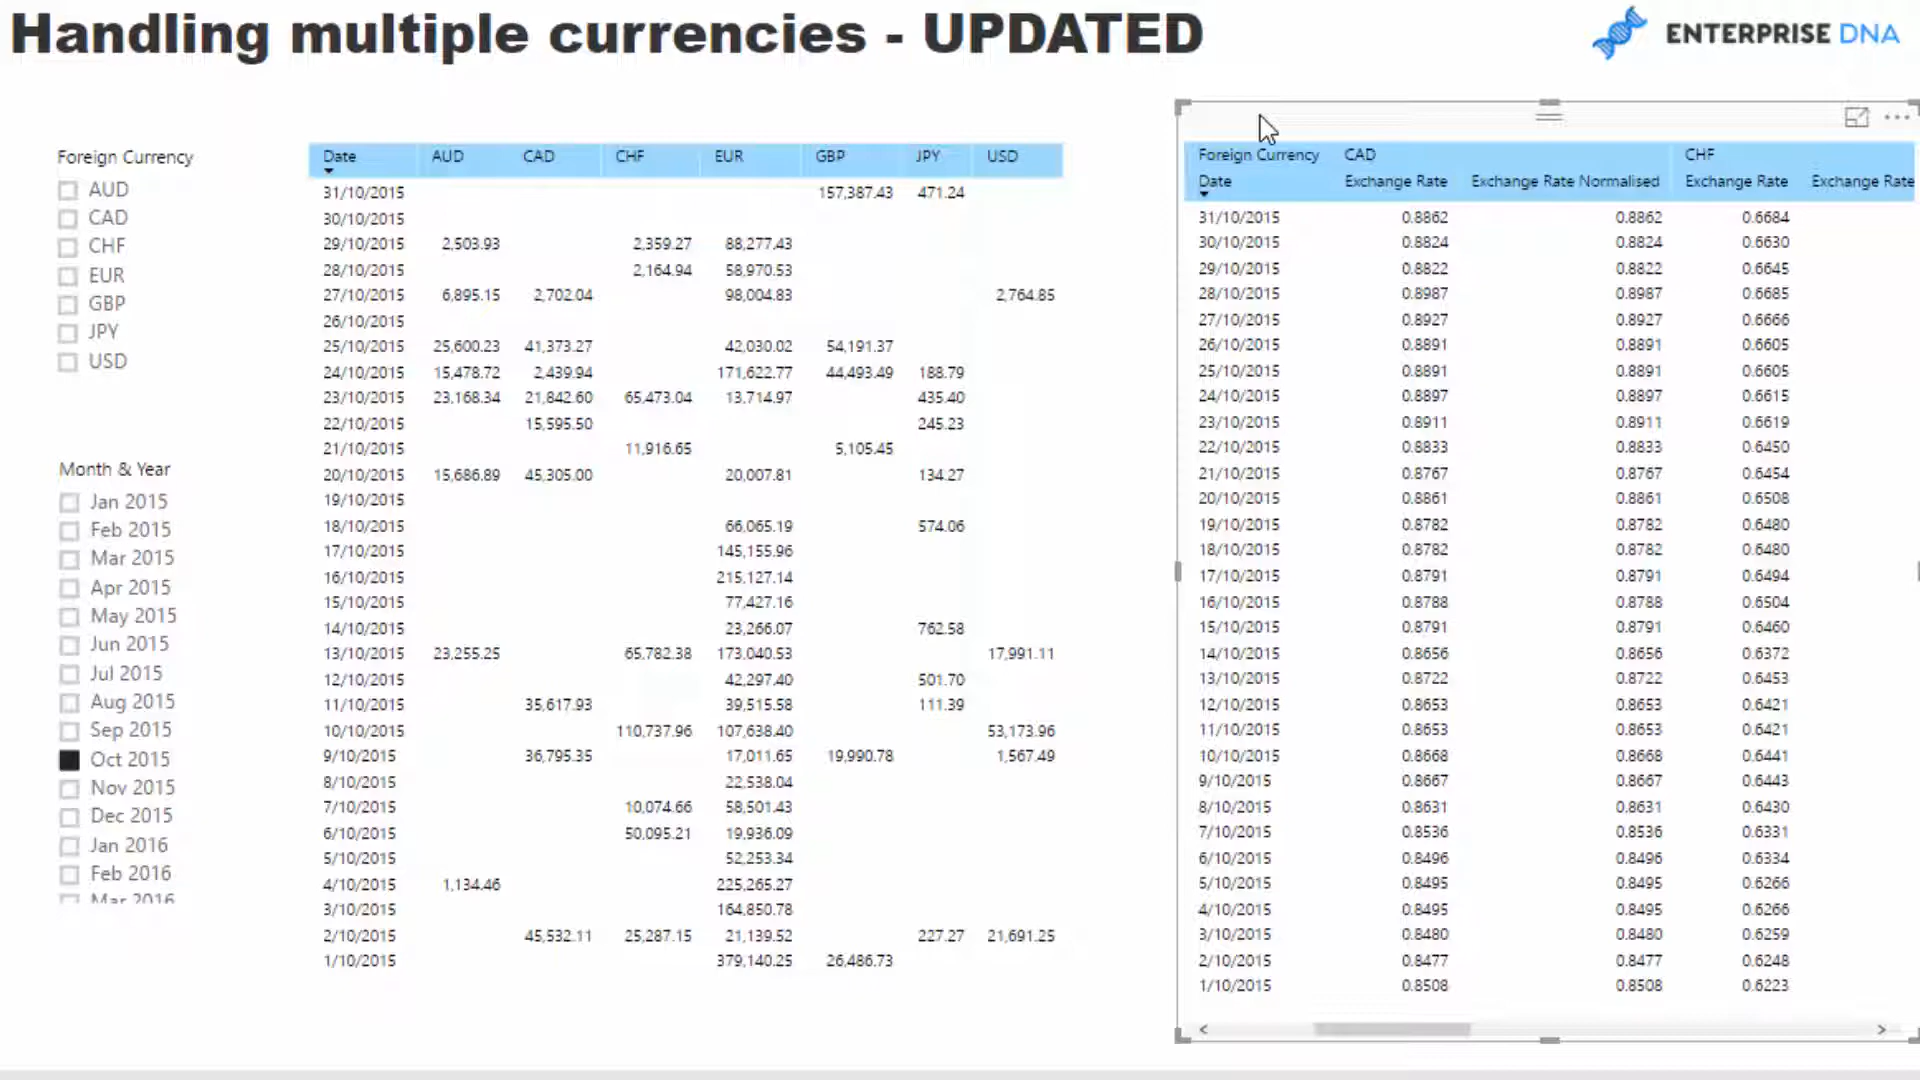 Handling multiple currencies - UPDATED
ENTERPRISE DNA
Foreign Currency
AUD
CAD
CHF
EUR
GBP
JPY
USD
Month & Year
Jan 2015
Feb 2015
Mar 2015
Apr 2015
May 2015
Jun 2015
Jul 2015
Aug 2015
Sep 2015
Oct 2015
Nov 2015
Dec 2015
Jan 2016
Feb 2016
Mar 2016
Date AUD CAD CHF EUR GBP JPY USD
31/10/2015 157,387.43 471.24
30/10/2015
29/10/2015 2,503.93 2,359.27 88,277.43
28/10/2015 2,164.94 58,970.53
27/10/2015 6,895.15 2,702.04 98,004.83 2,764.85
26/10/2015
25/10/2015 25,600.23 41,373.27 42,030.02 54,191.37
24/10/2015 15,478.72 2,439.94 171,622.77 44,493.49 188.79
23/10/2015 23,168.34 21,842.60 65,473.04 13,714.97 435.40
22/10/2015 15,595.50 245.23
21/10/2015 11,916.65 5,105.45
20/10/2015 15,686.89 45,305.00 20,007.81 134.27
19/10/2015
18/10/2015 66,065.19 574.06
17/10/2015 145,155.96
16/10/2015 215,127.14
15/10/2015 77,427.16
14/10/2015 23,266.07 762.58
13/10/2015 23,255.25 65,782.38 173,040.53 17,991.11
12/10/2015 42,297.40 501.70
11/10/2015 35,617.93 39,515.58 111.39
10/10/2015 110,737.96 107,638.40 53,173.96
9/10/2015 36,795.35 17,011.65 19,990.78 1,567.49
8/10/2015 22,538.04
7/10/2015 10,074.66 58,501.43
6/10/2015 50,095.21 19,936.09
5/10/2015 52,253.34
4/10/2015 1,134.46 225,265.27
3/10/2015 164,850.78
2/10/2015 45,532.11 25,287.15 21,139.52 227.27 21,691.25
1/10/2015 379,140.25 26,486.73
Foreign Currency CAD CHF
Date Exchange Rate Exchange Rate Normalised Exchange Rate Exchange Rate
31/10/2015 0.8862 0.8862 0.6684
30/10/2015 0.8824 0.8824 0.6630
29/10/2015 0.8822 0.8822 0.6645
28/10/2015 0.8987 0.8987 0.6685
27/10/2015 0.8927 0.8927 0.6666
26/10/2015 0.8891 0.8891 0.6605
25/10/2015 0.8891 0.8891 0.6605
24/10/2015 0.8897 0.8897 0.6615
23/10/2015 0.8911 0.8911 0.6619
22/10/2015 0.8833 0.8833 0.6450
21/10/2015 0.8767 0.8767 0.6454
20/10/2015 0.8861 0.8861 0.6508
19/10/2015 0.8782 0.8782 0.6480
18/10/2015 0.8782 0.8782 0.6480
17/10/2015 0.8791 0.8791 0.6494
16/10/2015 0.8788 0.8788 0.6504
15/10/2015 0.8791 0.8791 0.6460
14/10/2015 0.8656 0.8656 0.6372
13/10/2015 0.8722 0.8722 0.6453
12/10/2015 0.8653 0.8653 0.6421
11/10/2015 0.8653 0.8653 0.6421
10/10/2015 0.8668 0.8668 0.6441
9/10/2015 0.8667 0.8667 0.6443
8/10/2015 0.8631 0.8631 0.6430
7/10/2015 0.8536 0.8536 0.6331
6/10/2015 0.8496 0.8496 0.6334
5/10/2015 0.8495 0.8495 0.6266
4/10/2015 0.8495 0.8495 0.6266
3/10/2015 0.8480 0.8480 0.6259
2/10/2015 0.8477 0.8477 0.6248
1/10/2015 0.8508 0.8508 0.6223